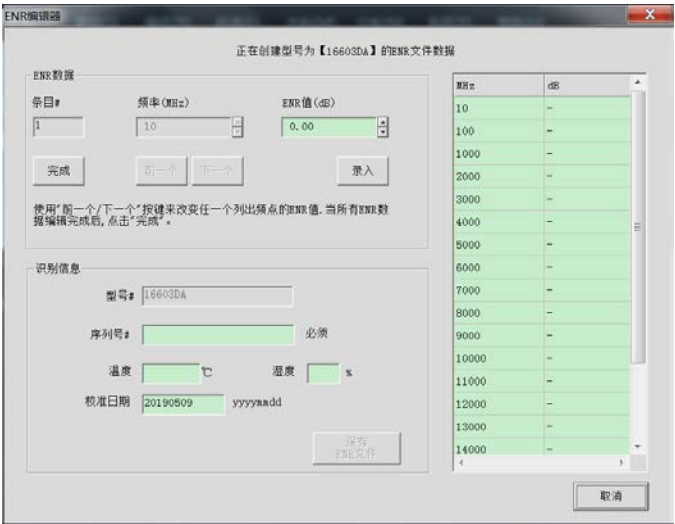 ENR编辑器
正在创建型号为【16603DA】的ENR文件数据
ENR数据
条目# 频率(MHz) ENR值(dB)
1 10 0.00
完成 前一个 下一个 录入
使用"前一个/下一个"按键来改变任一个列出频点的ENR值.当所有ENR数
据编辑完成后,点击"完成"。
识别信息
型号# 16603DA
序列号# 必须
温度 ℃ 湿度 %
校准日期 20190509 yyyymmdd
保存
ENR文件
MHz dB
10 -
100 -
1000 -
2000 -
3000 -
4000 -
5000 -
6000 -
7000 -
8000 -
9000 -
10000 -
11000 -
12000 -
13000 -
14000 -
取消